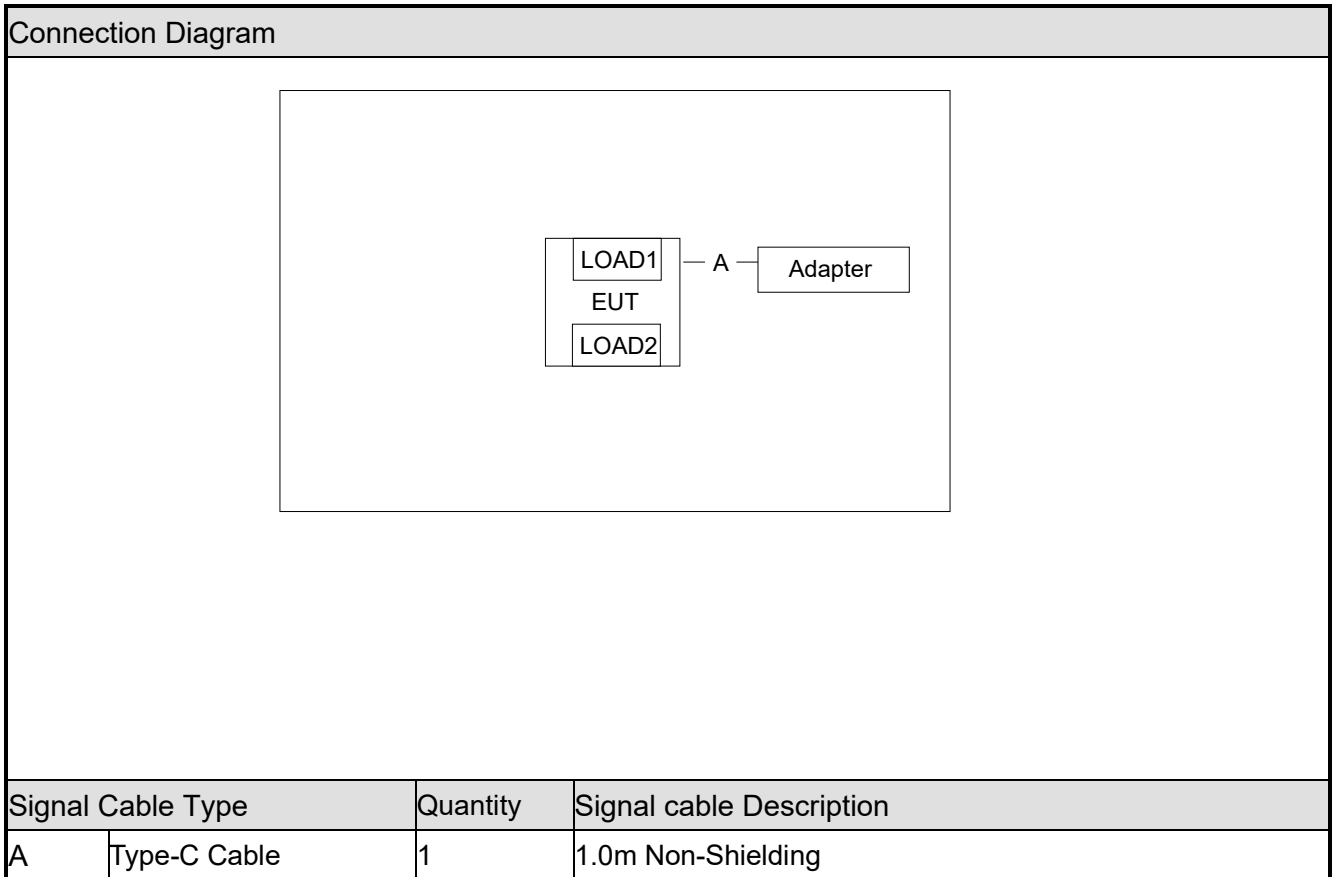 Connection Diagram
LOAD1
A
Adapter
EUT
LOAD2
Signal Cable Type Quantity Signal cable Description
A Type-C Cable 1 1.0m Non-Shielding